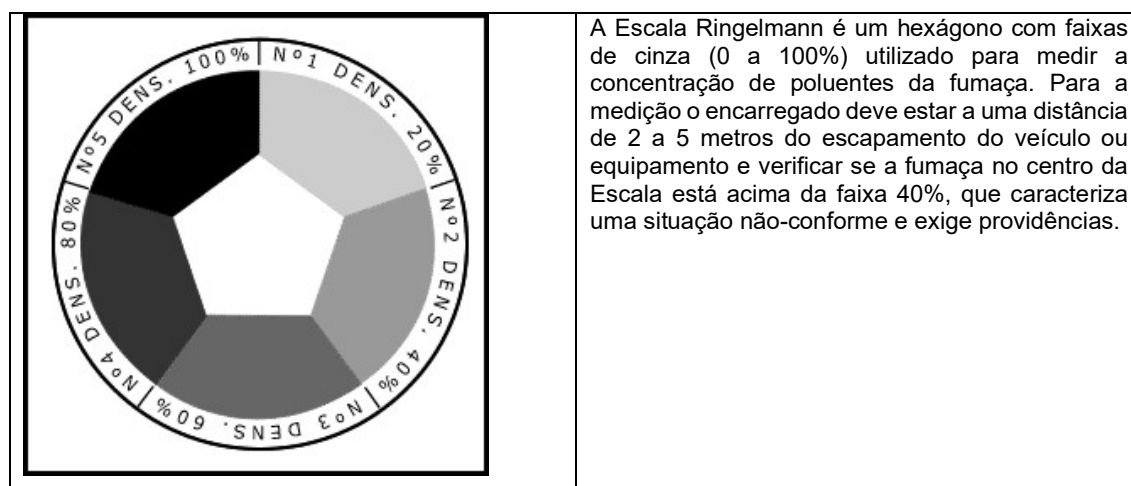 Nº1 DENS. 20%
Nº2 DENS. 40%
Nº3 DENS. 60%
Nº4 DENS. 80%
Nº5 DENS. 100%
A Escala Ringelmann é um hexágono com faixas
de cinza (0 a 100%) utilizado para medir a
concentração de poluentes da fumaça. Para a
medição o encarregado deve estar a uma distância
de 2 a 5 metros do escapamento do veículo ou
equipamento e verificar se a fumaça no centro da
Escala está acima da faixa 40%, que caracteriza
uma situação não-conforme e exige providências.